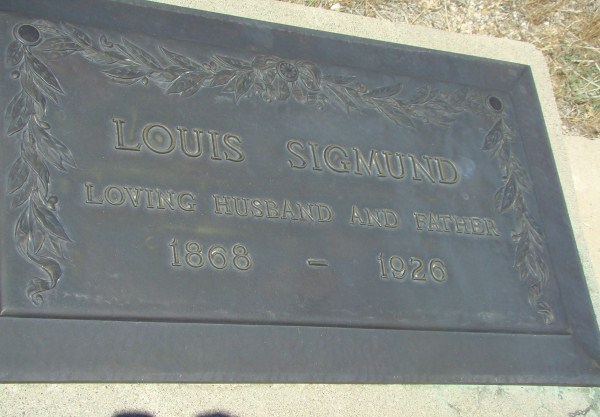 LOUIS SIGMUND
LOVING HUSBAND AND FATHER
1868 – 1926